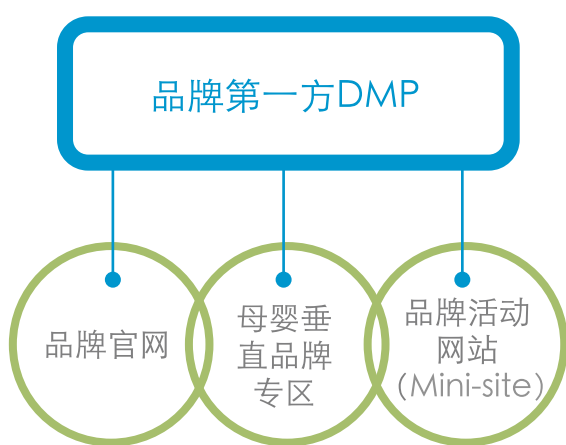 品牌第一方DMP
品牌官网
母婴垂
直品牌
专区
品牌活动
网站
(Mini-site)